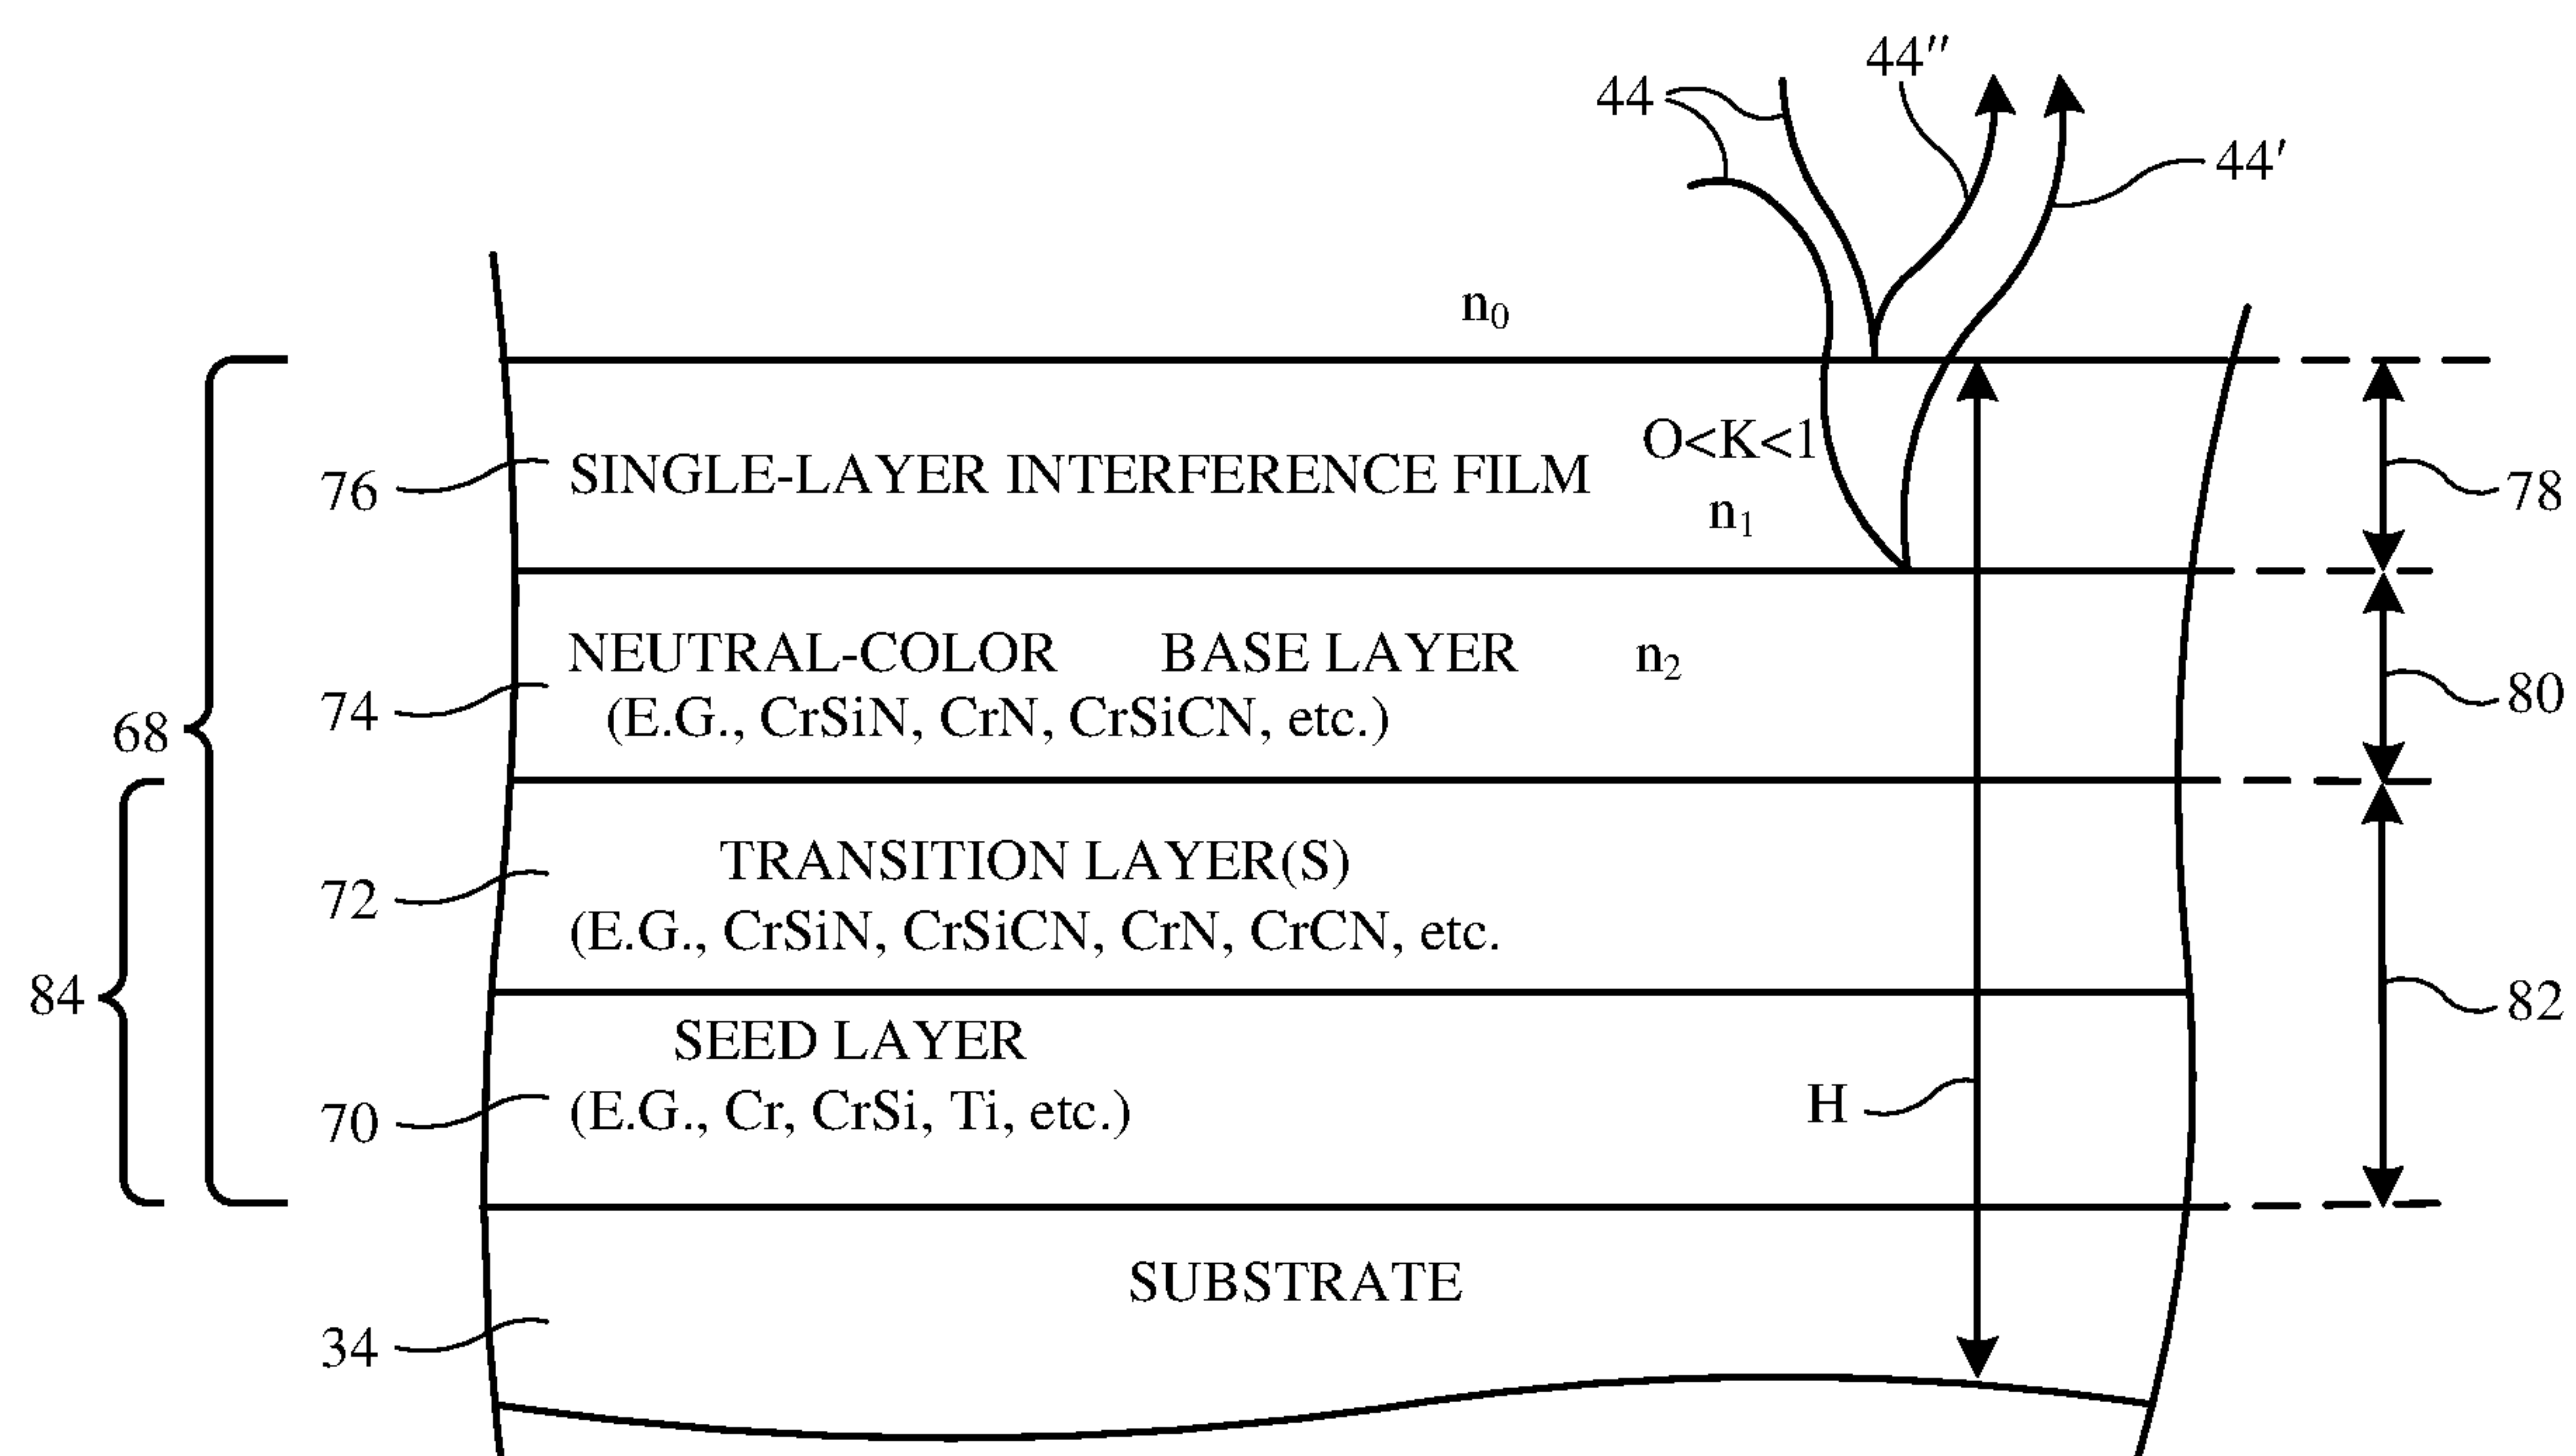 44″
44
44′
n₀
O<K<1
76
SINGLE-LAYER INTERFERENCE FILM
n₁
78
NEUTRAL-COLOR BASE LAYER
n₂
74
(E.G., CrSiN, CrN, CrSiCN, etc.)
80
68
TRANSITION LAYER(S)
72
(E.G., CrSiN, CrSiCN, CrN, CrCN, etc.
84
82
SEED LAYER
70
(E.G., Cr, CrSi, Ti, etc.)
H
SUBSTRATE
34